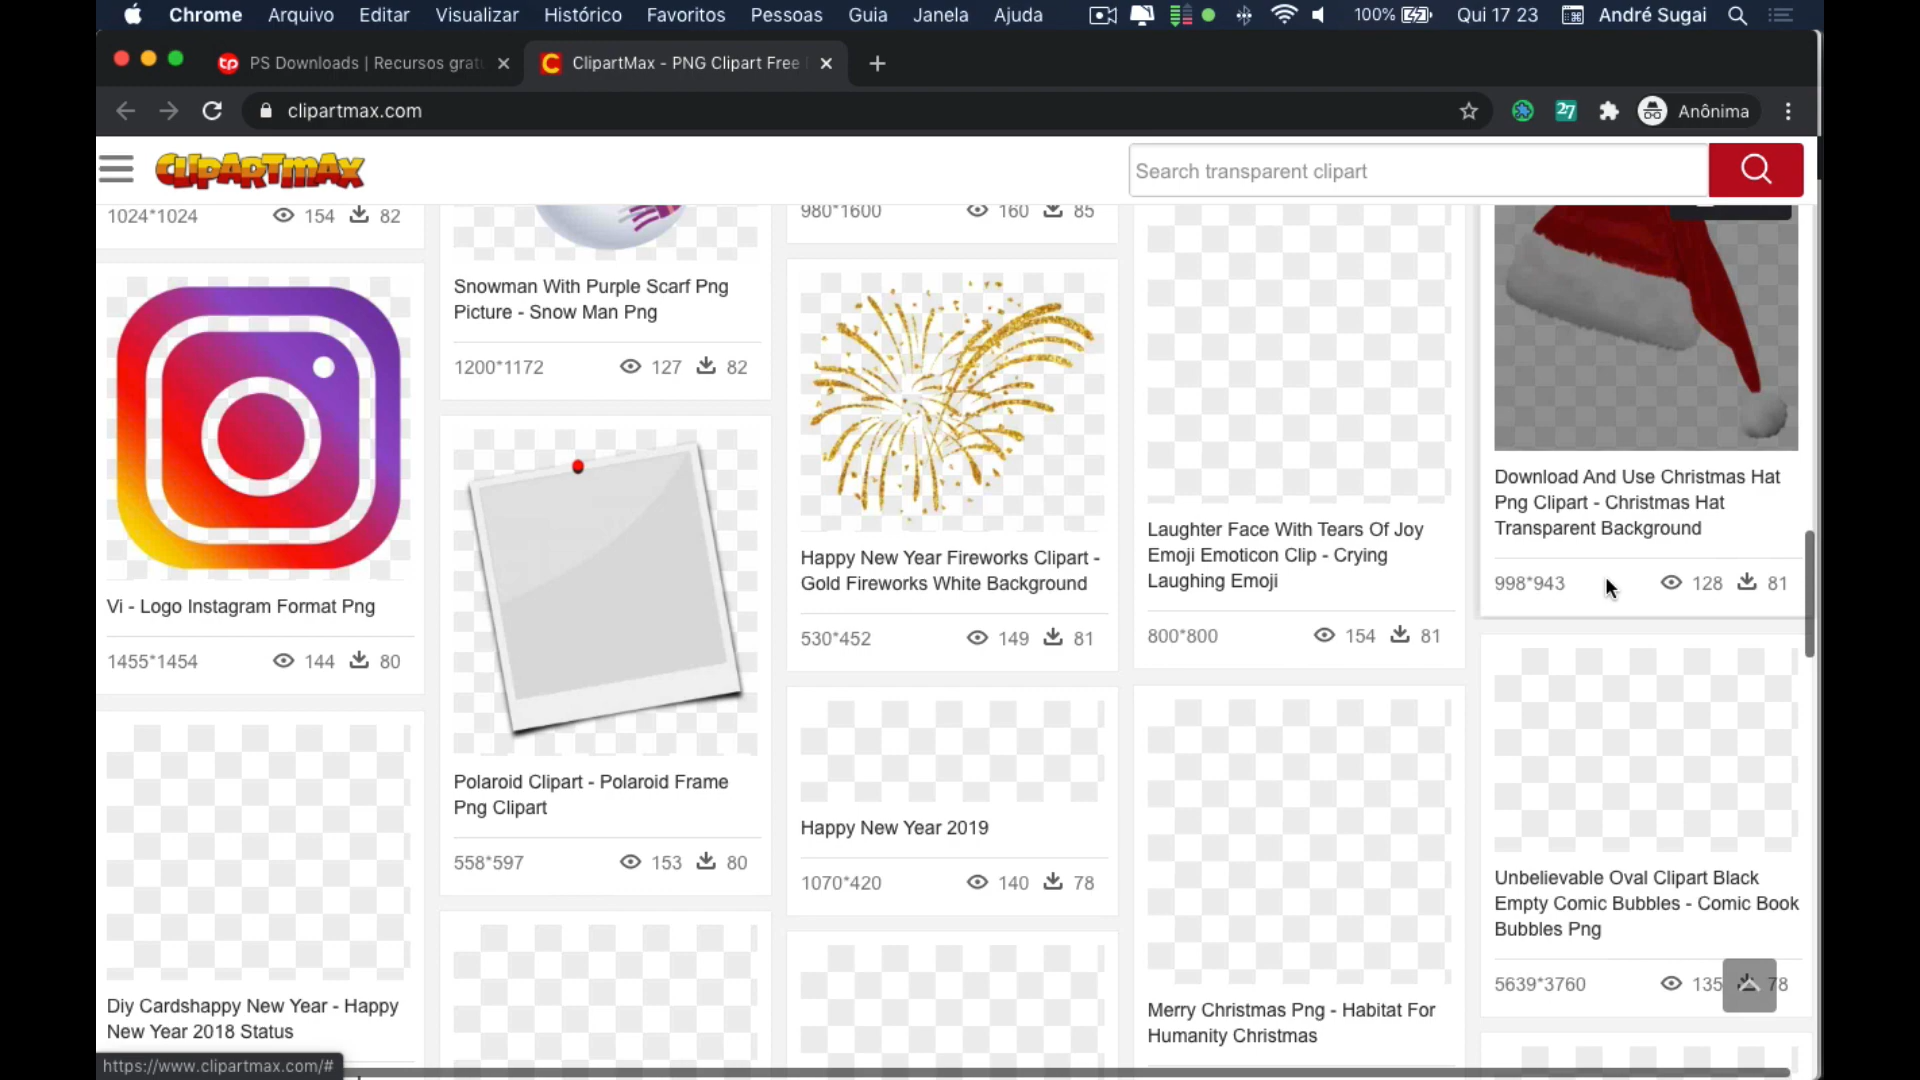 Chrome Arquivo Editar Visualizar Histórico Favoritos Pessoas Guia Janela Ajuda 100% Qui 17 23 André Sugai
tp PS Downloads | Recursos grat
C ClipartMax - PNG Clipart Free
clipartmax.com
27
Anônima
CLIPARTMAX
Search transparent clipart
1024*1024 154 82
Vi - Logo Instagram Format Png
1455*1454 144 80
Diy Cardshappy New Year - Happy
New Year 2018 Status
Snowman With Purple Scarf Png
Picture - Snow Man Png
1200*1172 127 82
Polaroid Clipart - Polaroid Frame
Png Clipart
558*597 153 80
980*1600 160 85
Happy New Year Fireworks Clipart -
Gold Fireworks White Background
530*452 149 81
Happy New Year 2019
1070*420 140 78
Laughter Face With Tears Of Joy
Emoji Emoticon Clip - Crying
Laughing Emoji
800*800 154 81
Merry Christmas Png - Habitat For
Humanity Christmas
Download And Use Christmas Hat
Png Clipart - Christmas Hat
Transparent Background
998*943 128 81
Unbelievable Oval Clipart Black
Empty Comic Bubbles - Comic Book
Bubbles Png
5639*3760 135 78
https://www.clipartmax.com/#